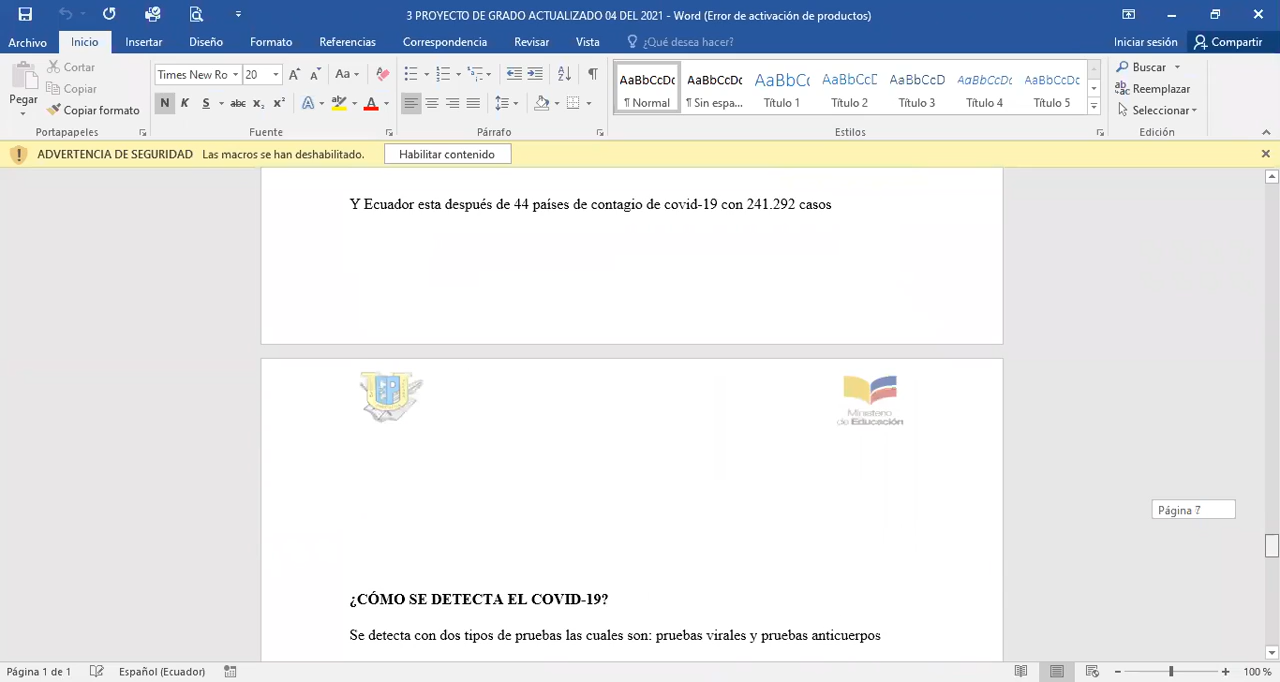 3 PROYECTO DE GRADO ACTUALIZADO 04 DEL 2021 - Word (Error de activación de productos)
Archivo Inicio Insertar Diseño Formato Referencias Correspondencia Revisar Vista ¿Qué desea hacer? Iniciar sesión Compartir
Pegar
Cortar
Copiar
Copiar formato
Portapapeles
Times New Ro 20
Aa
N K S abc x₂ x²
Fuente
Párrafo
AaBbCcDc AaBbCcDc AaBbC( AaBbCcC AaBbCcD AaBbCcDc AaBbCcDc
¶ Normal ¶ Sin espa... Título 1 Título 2 Título 3 Título 4 Título 5
Estilos
Buscar
Reemplazar
Seleccionar
Edición
ADVERTENCIA DE SEGURIDAD Las macros se han deshabilitado. Habilitar contenido
Y Ecuador esta después de 44 países de contagio de covid-19 con 241.292 casos
Ministerio
de Educación
Página 7
¿CÓMO SE DETECTA EL COVID-19?
Se detecta con dos tipos de pruebas las cuales son: pruebas virales y pruebas anticuerpos
Página 1 de 1 Español (Ecuador) 100 %